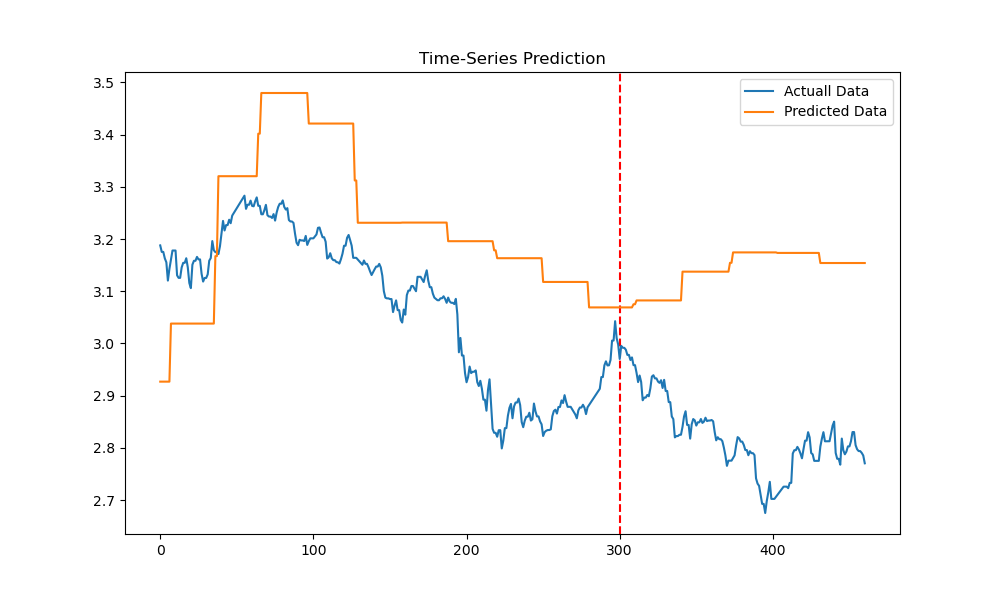 Time-Series Prediction
3.5
3.4
3.3
3.2
3.1
3.0
2.9
2.8
2.7
Actuall Data
Predicted Data
0 100 200 300 400